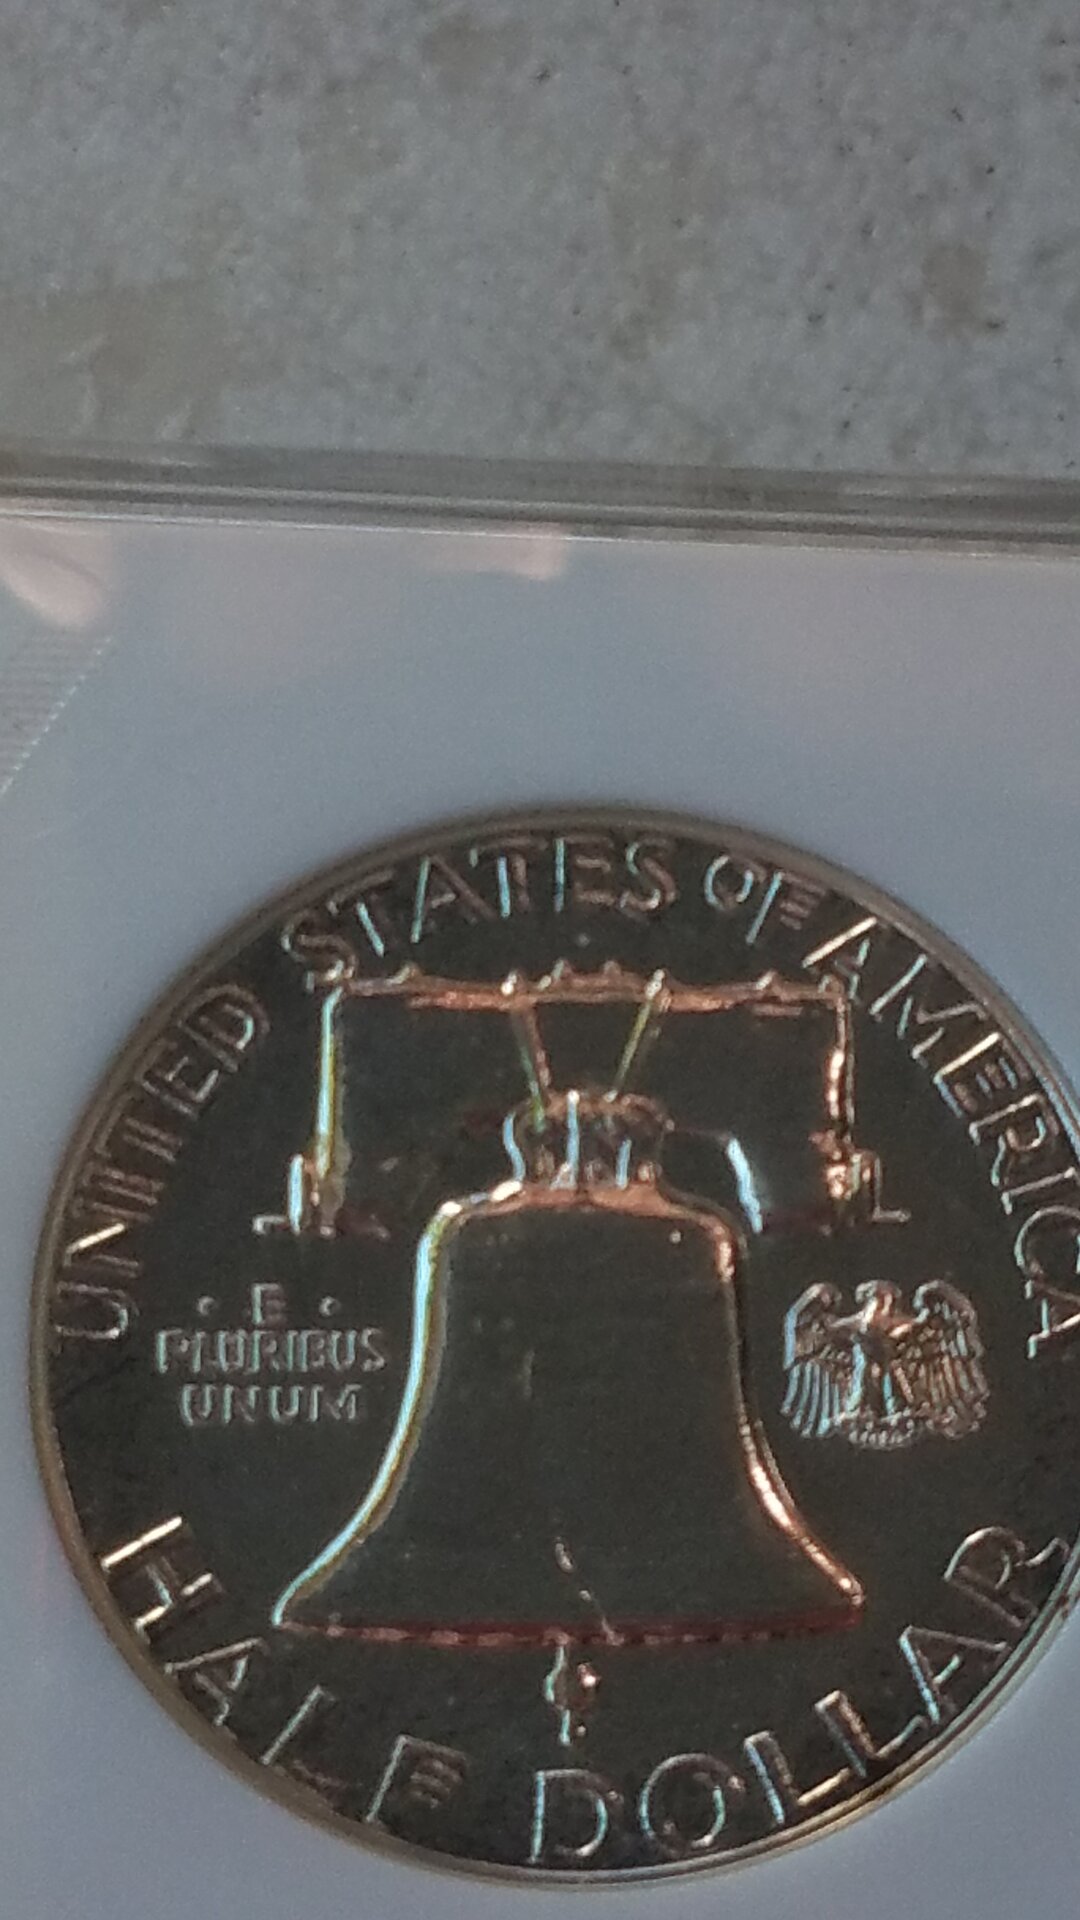 UNITED STATES OF AMERICA
· E ·
PLURIBUS
UNUM
HALF DOLLAR